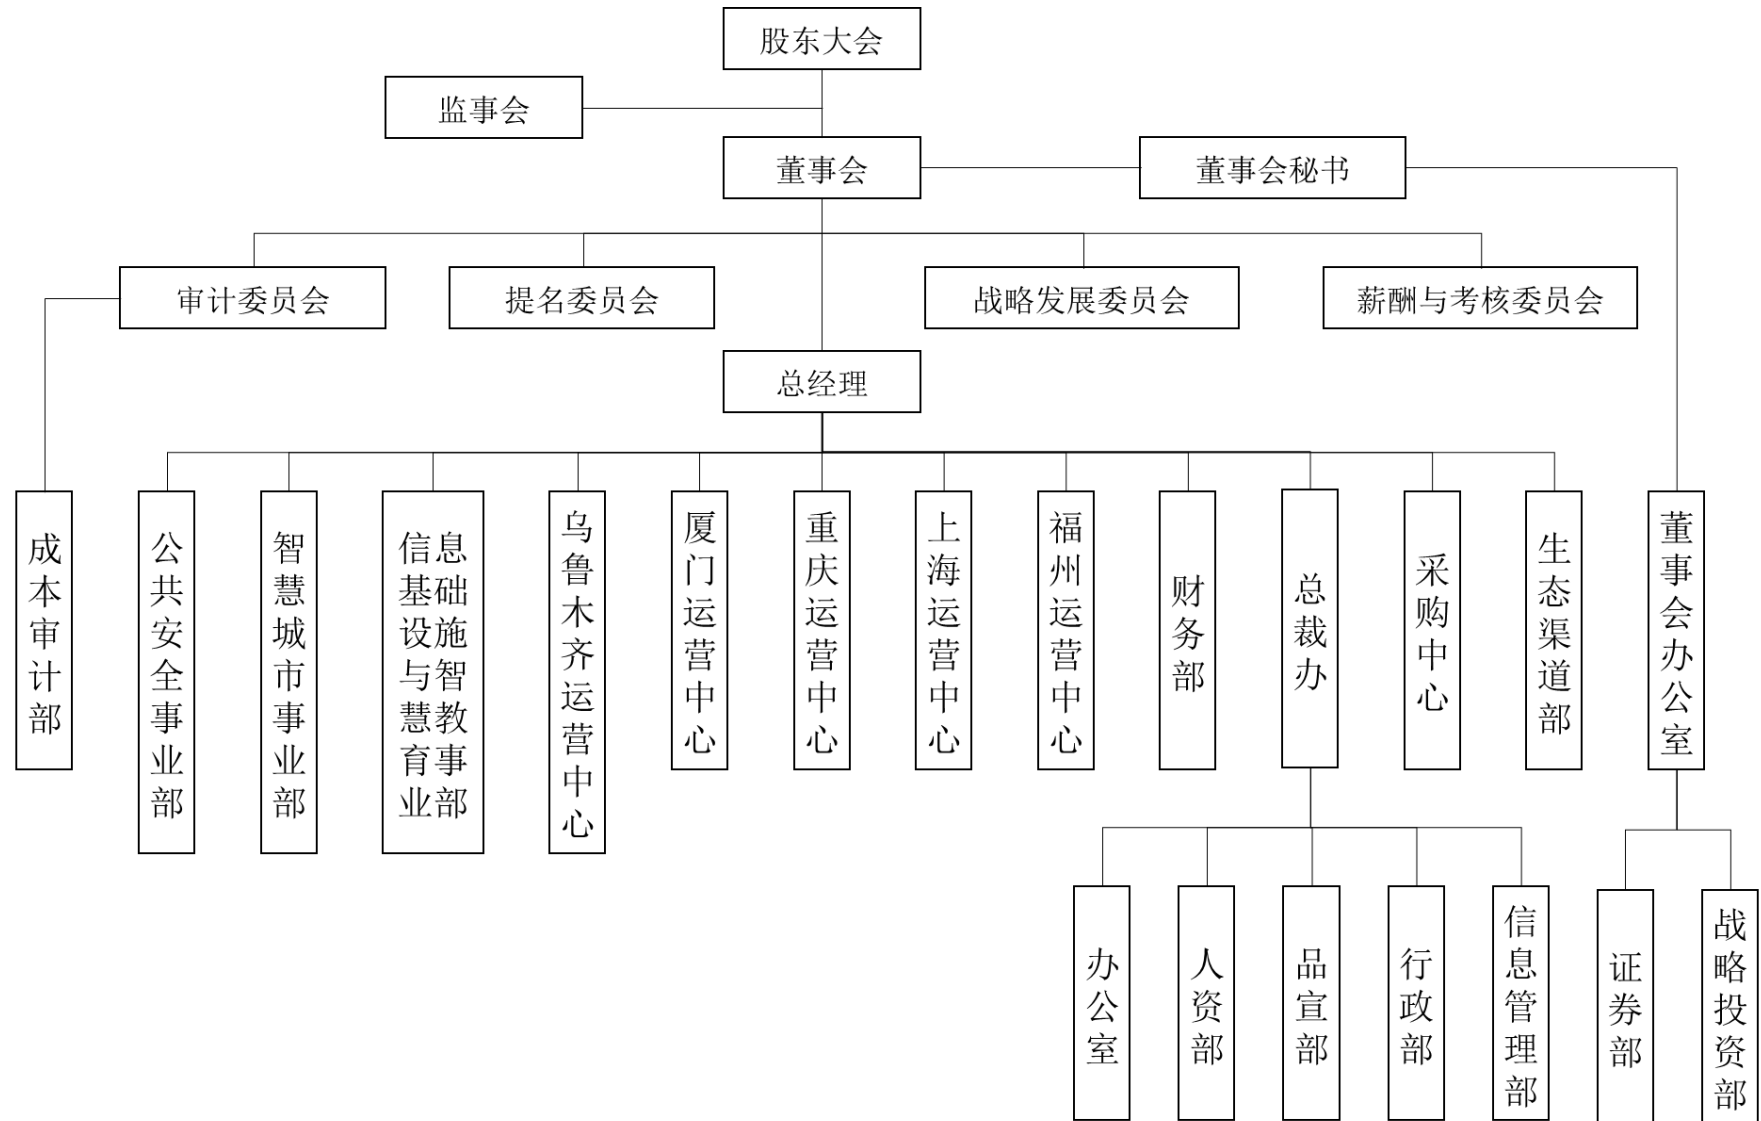 股东大会
监事会
董事会
董事会秘书
审计委员会
提名委员会
战略发展委员会
薪酬与考核委员会
总经理
成本审计部
公共安全事业部
智慧城市事业部
信息基础设施与智慧教育事业部
乌鲁木齐运营中心
厦门运营中心
重庆运营中心
上海运营中心
福州运营中心
财务部
总裁办
采购中心
生态渠道部
董事会办公室
办公室
人资部
品宣部
行政部
信息管理部
证券部
战略投资部